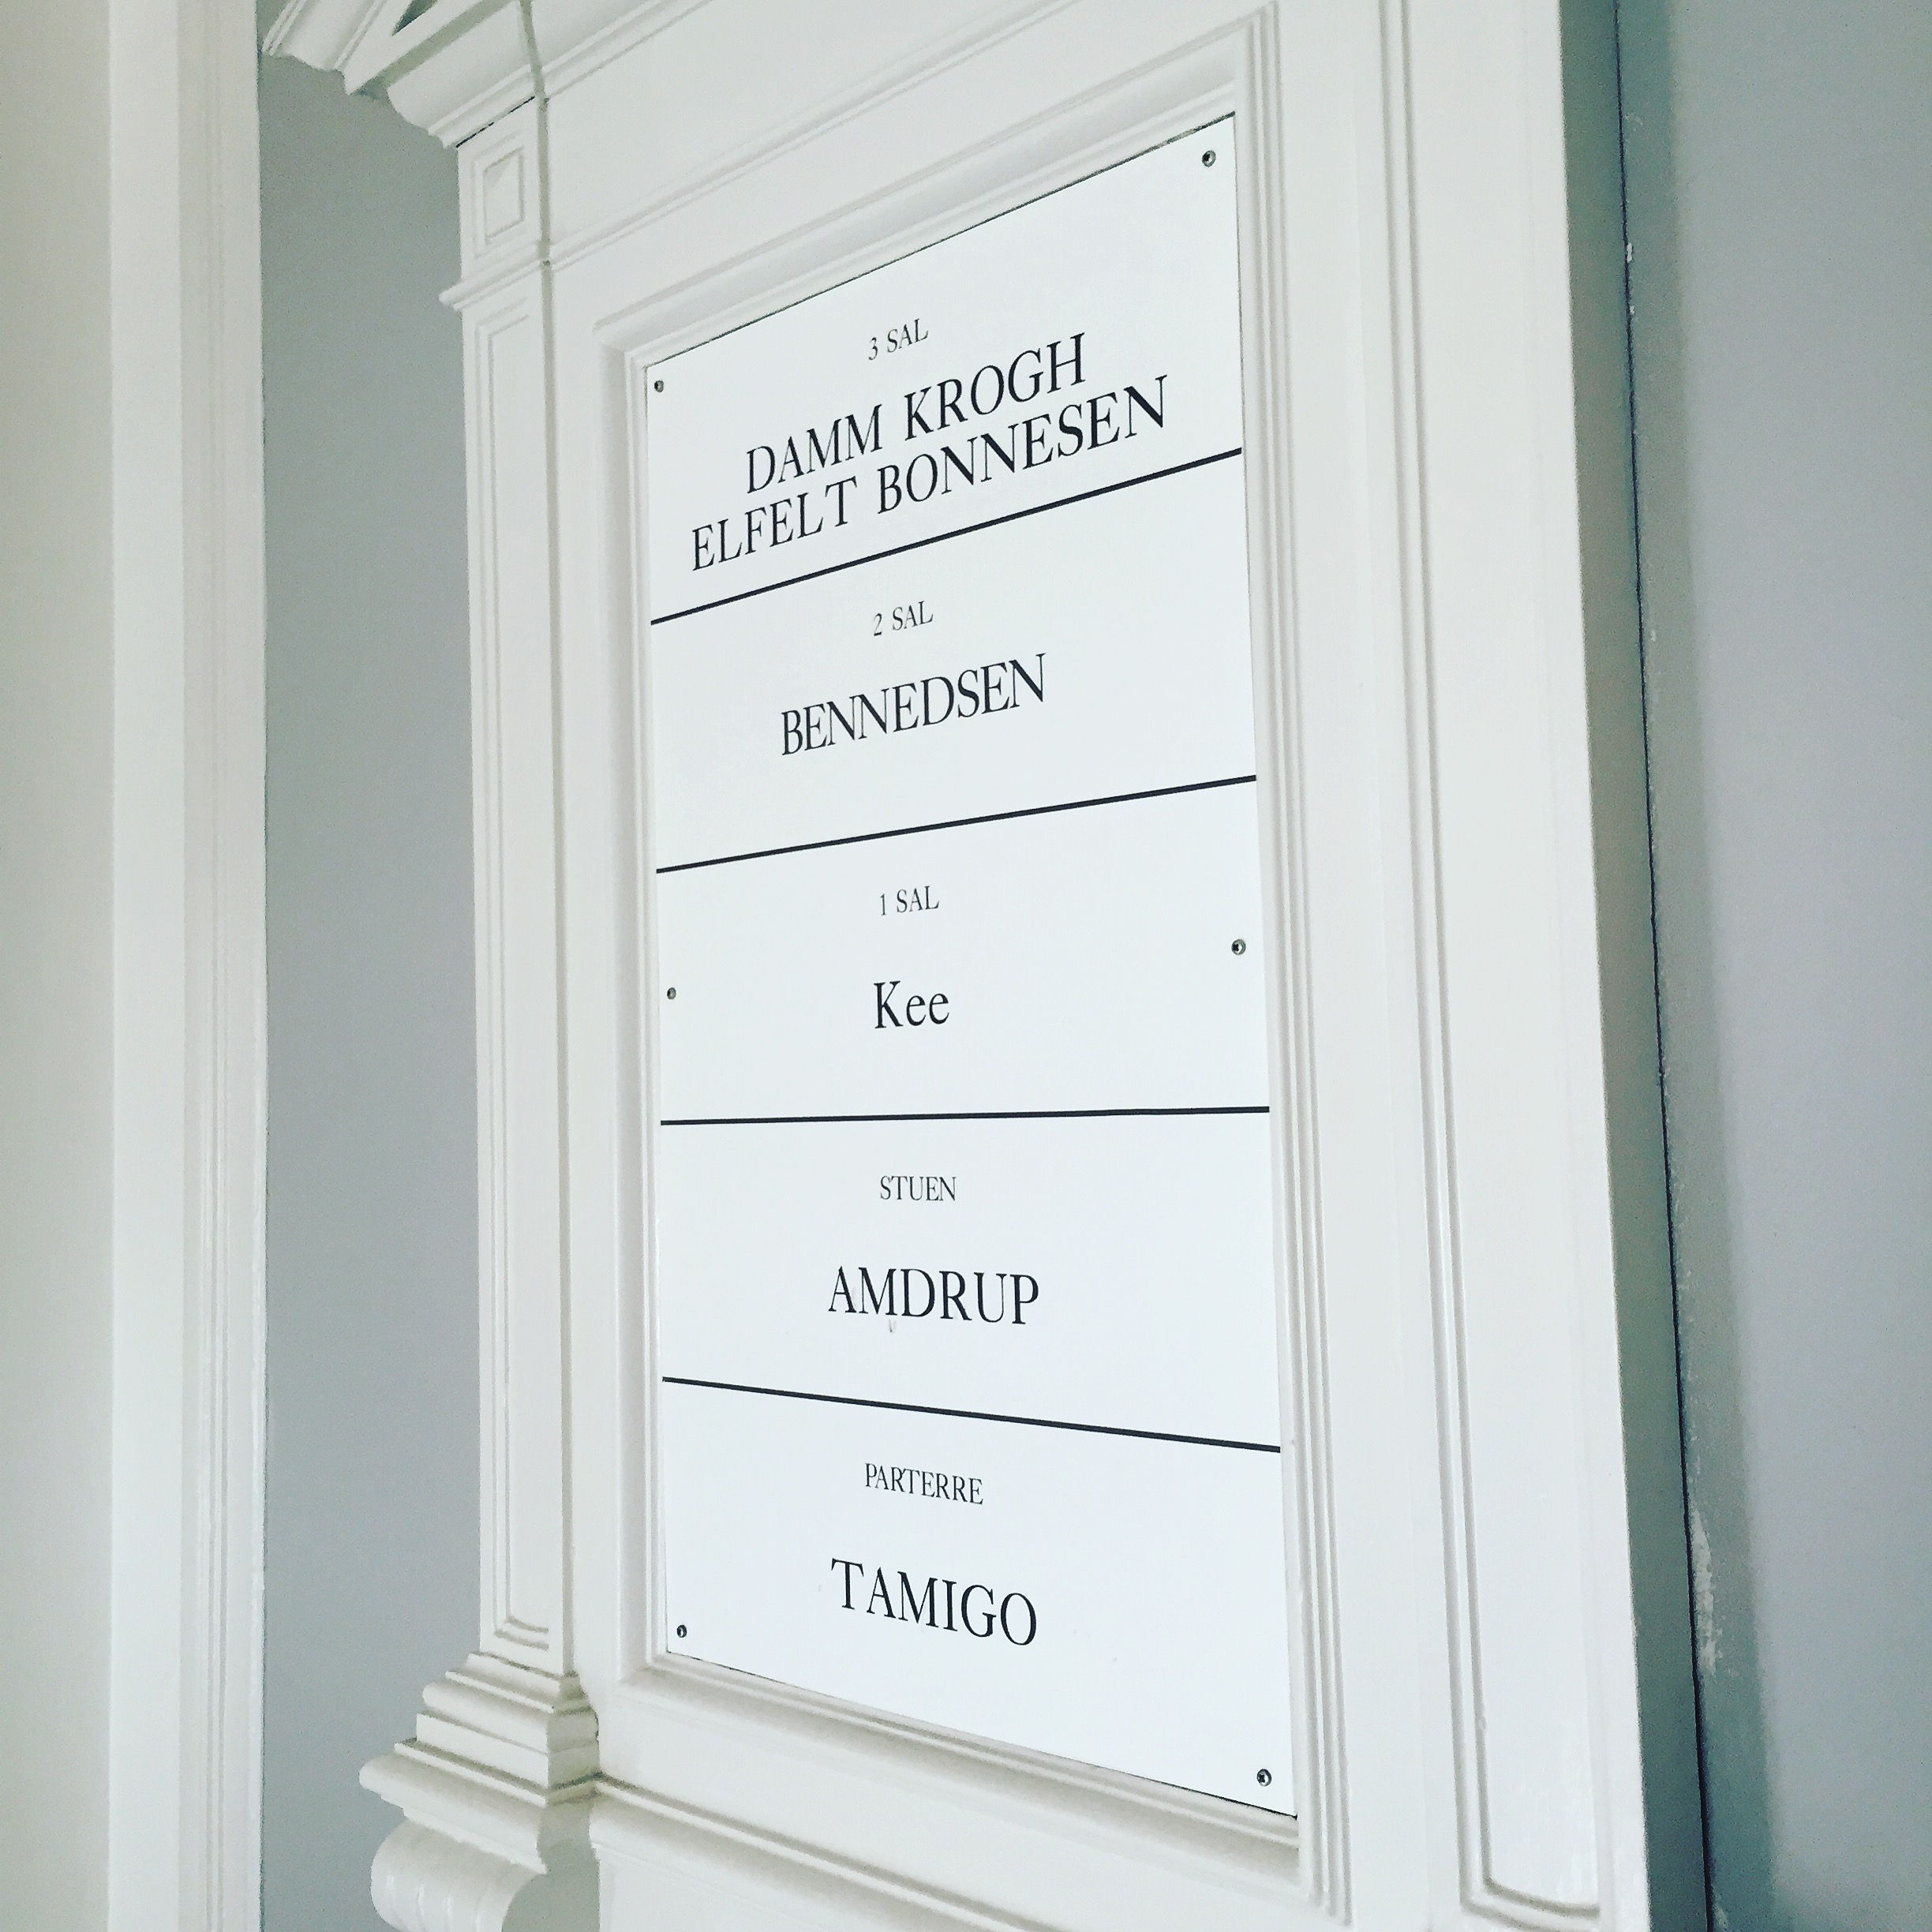 3 SAL
DAMM KROGH
ELFELT BONNESEN
2 SAL
BENNEDSEN
1 SAL
Kee
STUEN
AMDRUP
PARTERRE
TAMIGO